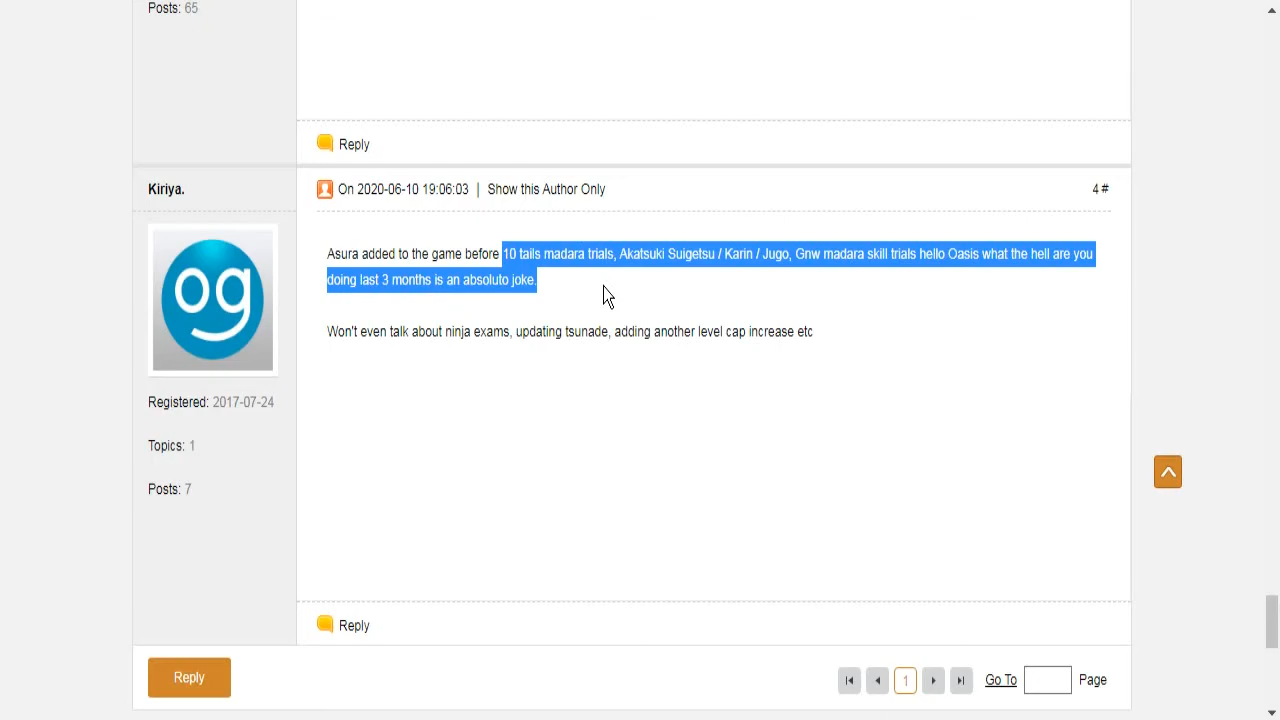 Posts: 65
Reply
Kiriya.
On 2020-06-10 19:06:03 | Show this Author Only
4 #
og
Asura added to the game before 10 tails madara trials, Akatsuki Suigetsu / Karin / Jugo, Gnw madara skill trials hello Oasis what the hell are you
doing last 3 months is an absoluto joke.
Won't even talk about ninja exams, updating tsunade, adding another level cap increase etc
Registered: 2017-07-24
Topics: 1
Posts: 7
Reply
Reply
1
Go To
Page